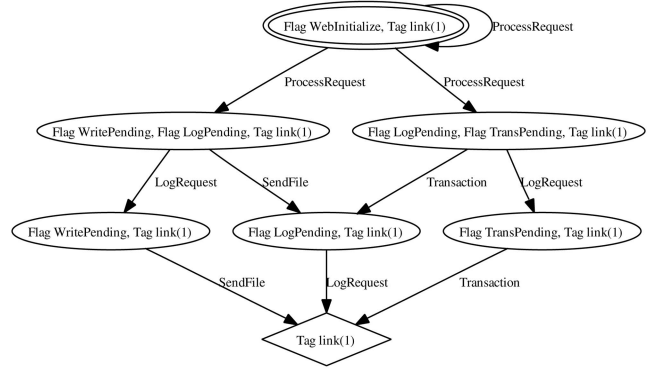 Flag WebInitialize, Tag link(1)
ProcessRequest
ProcessRequest
ProcessRequest
Flag WritePending, Flag LogPending, Tag link(1)
Flag LogPending, Flag TransPending, Tag link(1)
LogRequest
SendFile
Transaction
LogRequest
Flag WritePending, Tag link(1)
Flag LogPending, Tag link(1)
Flag TransPending, Tag link(1)
SendFile
LogRequest
Transaction
Tag link(1)